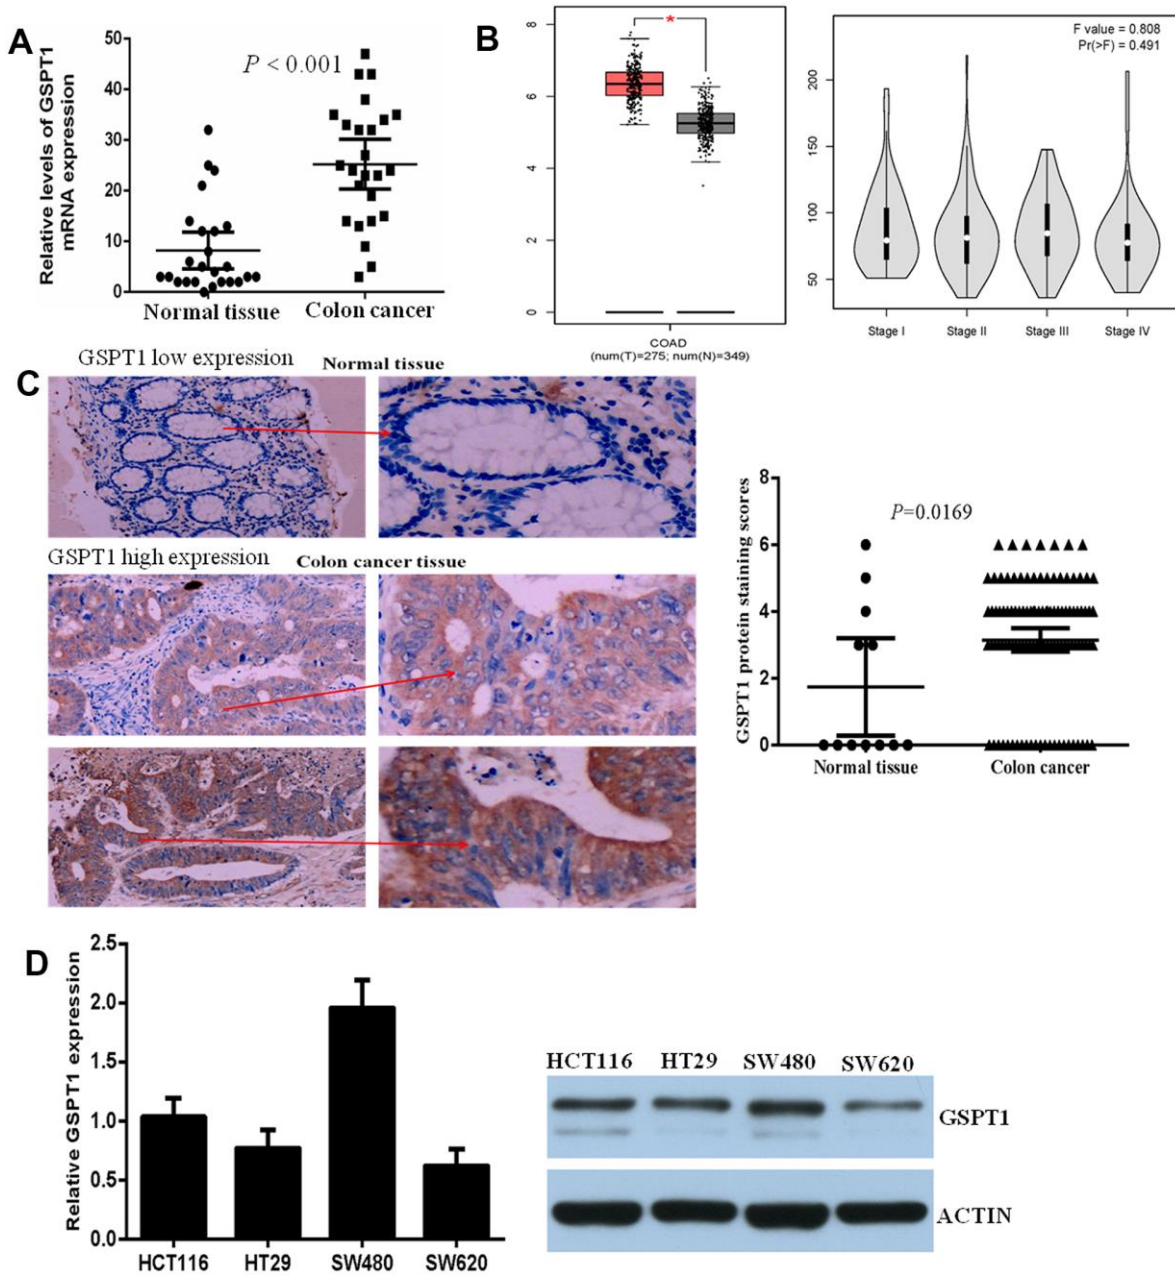 A
Relative levels of GSPT1
mRNA expression
50
40
30
20
10
0
P < 0.001
Normal tissue
Colon cancer
B
8
6
4
2
0
*
COAD
(num(T)=275; num(N)=349)
F value = 0.808
Pr(>F) = 0.491
200
150
100
50
Stage I
Stage II
Stage III
Stage IV
C
GSPT1 low expression
Normal tissue
GSPT1 high expression
Colon cancer tissue
GSPT1 protein staining scores
8
6
4
2
0
P=0.0169
Normal tissue
Colon cancer
D
Relative GSPT1 expression
2.5
2.0
1.5
1.0
0.5
0.0
HCT116
HT29
SW480
SW620
HCT116 HT29 SW480 SW620
GSPT1
ACTIN